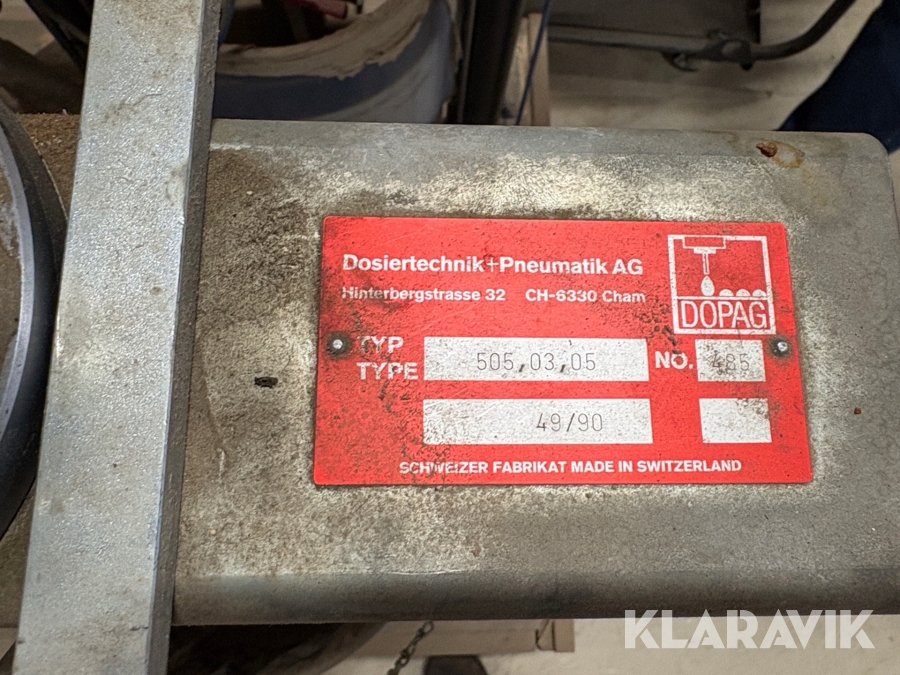 Dosiertechnik+Pneumatik AG
Hinterbergstrasse 32 CH-6330 Cham
DOPAG
TYP
TYPE 505,03,05 NO. 485
49/90
SCHWEIZER FABRIKAT MADE IN SWITZERLAND
KLARAVIK